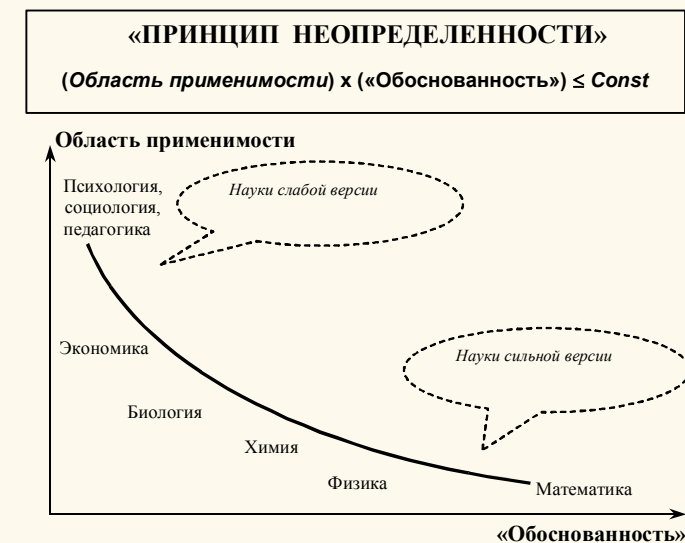 «ПРИНЦИП НЕОПРЕДЕЛЕННОСТИ»
(Область применимости) x («Обоснованность») ≤ Const
Область применимости
Психология,
социология,
педагогика
Науки слабой версии
Экономика
Науки сильной версии
Биология
Химия
Физика
Математика
«Обоснованность»